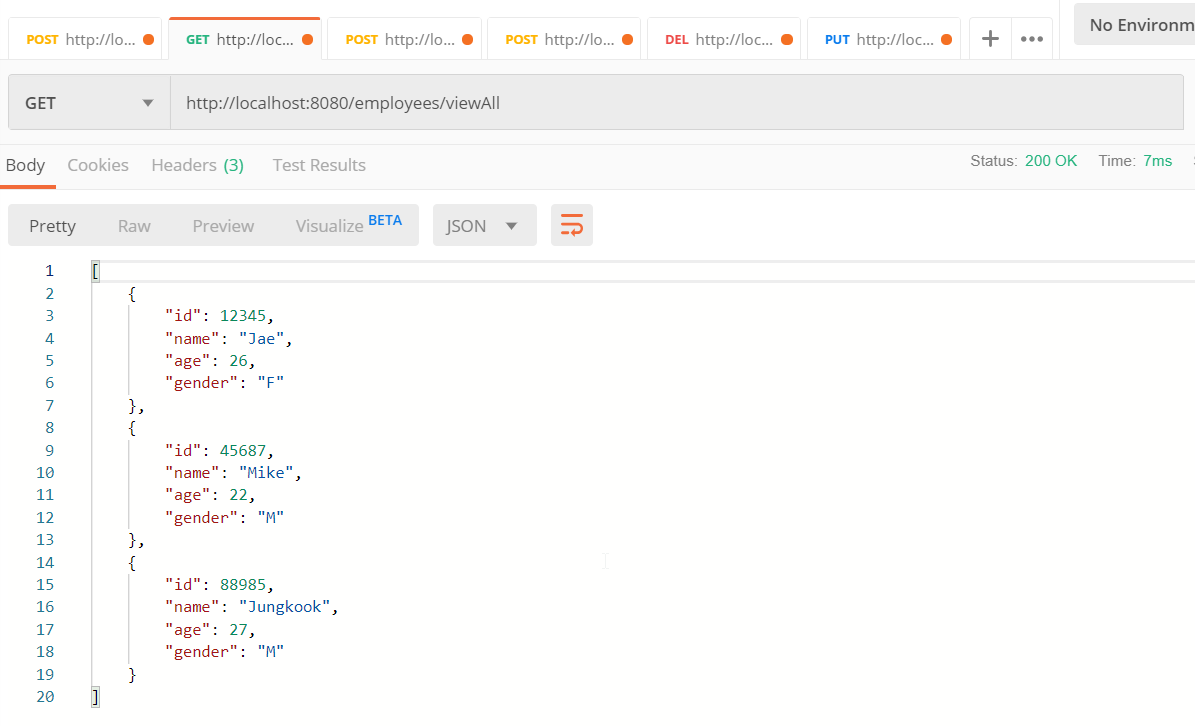 POST http://lo... GET http://loc... POST http://lo... POST http://lo... DEL http://loc... PUT http://loc... + ••• No Environm
GET http://localhost:8080/employees/viewAll
Body Cookies Headers (3) Test Results Status: 200 OK Time: 7ms
Pretty Raw Preview Visualize BETA JSON
1 [
2 {
3 "id": 12345,
4 "name": "Jae",
5 "age": 26,
6 "gender": "F"
7 },
8 {
9 "id": 45687,
10 "name": "Mike",
11 "age": 22,
12 "gender": "M"
13 },
14 {
15 "id": 88985,
16 "name": "Jungkook",
17 "age": 27,
18 "gender": "M"
19 }
20 ]